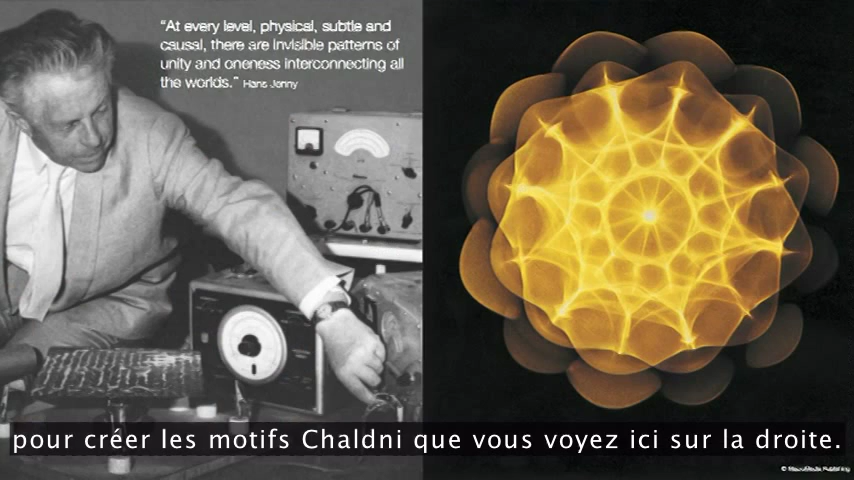 “At every level, physical, subtle and
causal, there are invisible patterns of
unity and oneness interconnecting all
the worlds.” Hans Jenny
pour créer les motifs Chaldni que vous voyez ici sur la droite.